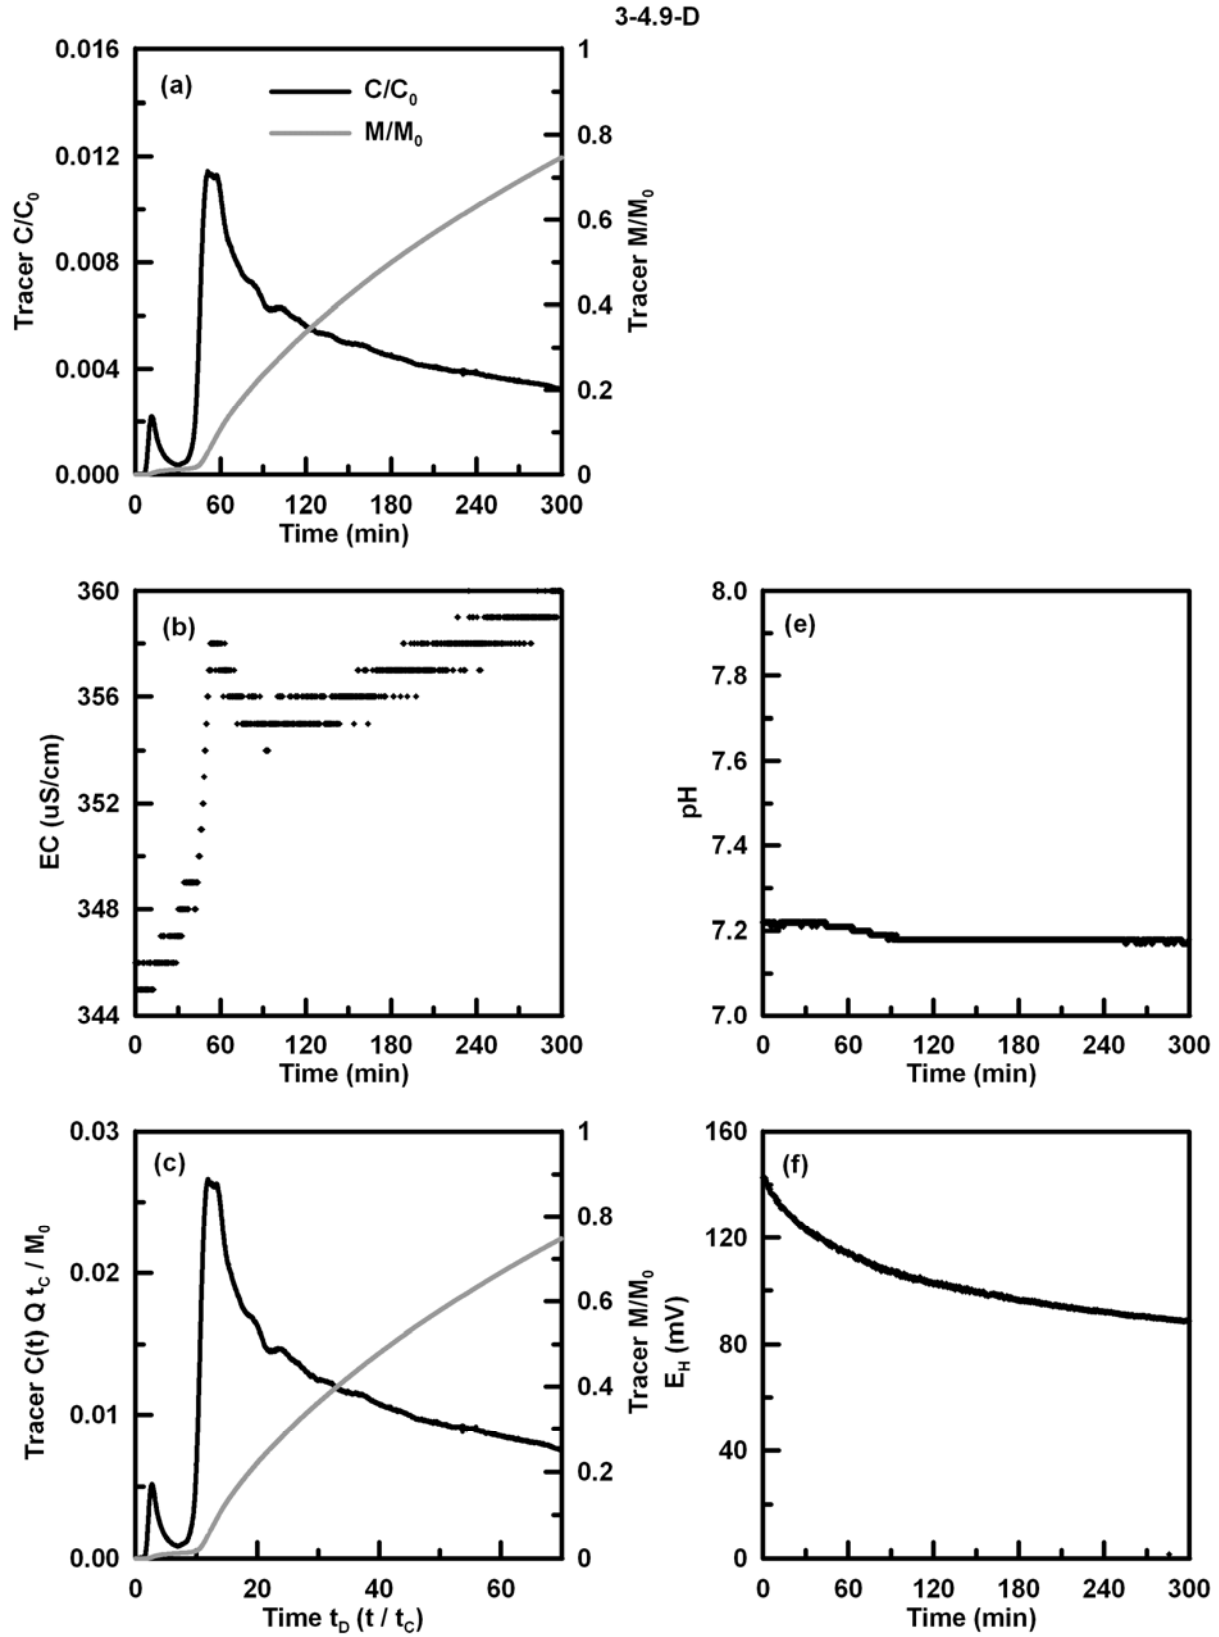 3-4.9-D
(a)
C/C0
M/M0
0.016
0.012
0.008
0.004
0.000
Tracer C/C0
1
0.8
0.6
0.4
0.2
0
Tracer M/M0
0 60 120 180 240 300
Time (min)
(b)
360
356
352
348
344
EC (uS/cm)
0 60 120 180 240 300
Time (min)
(e)
8.0
7.8
7.6
7.4
7.2
7.0
pH
0 60 120 180 240 300
Time (min)
(c)
0.03
0.02
0.01
0.00
Tracer C(t) Q tC / M0
1
0.8
0.6
0.4
0.2
0
Tracer M/M0
0 20 40 60
Time tD (t / tC)
(f)
160
120
80
40
0
EH (mV)
0 60 120 180 240 300
Time (min)